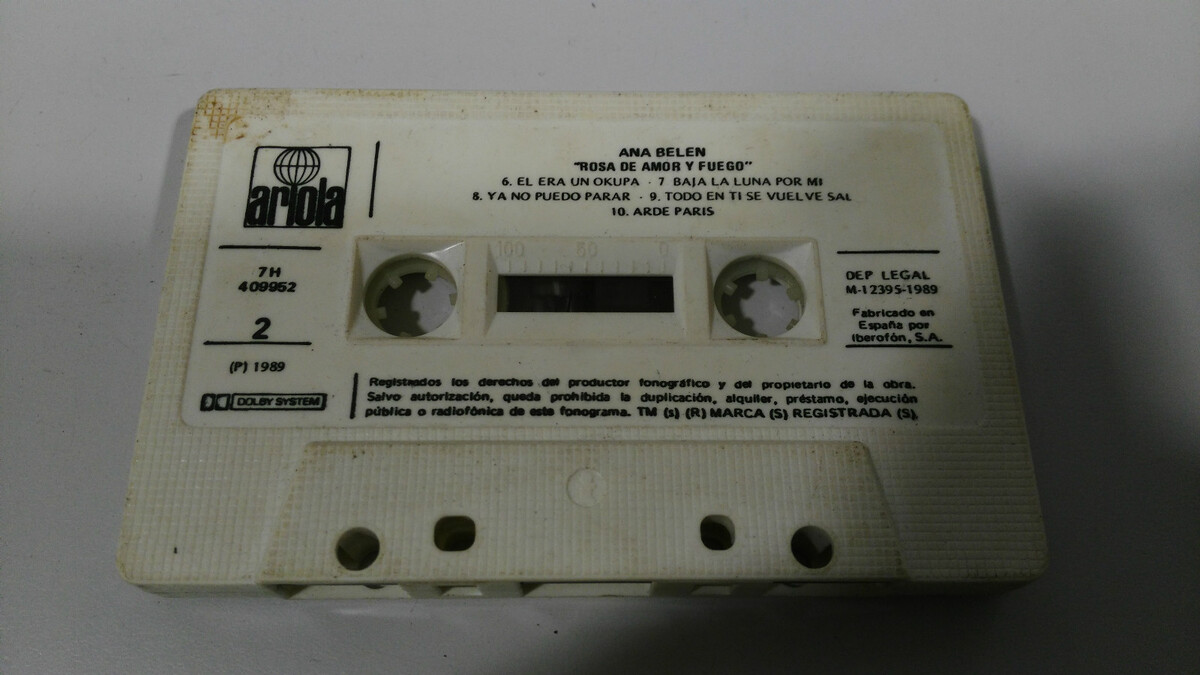 ANA BELEN
"ROSA DE AMOR Y FUEGO"
6. EL ERA UN OKUPA · 7 BAJA LA LUNA POR MI
8. YA NO PUEDO PARAR · 9. TODO EN TI SE VUELVE SAL
10. ARDE PARIS
ariola
100 50 0
7H
409952
2
(P) 1989
DOLBY SYSTEM
DEP LEGAL
M-12395-1989
Fabricado en
España por
Iberofón, S.A.
Registrados los derechos del productor fonográfico y del propietario de la obra.
Salvo autorización, queda prohibida la duplicación, alquiler, préstamo, ejecución
pública o radiofónica de este fonograma. TM (s) (R) MARCA (S) REGISTRADA (S).